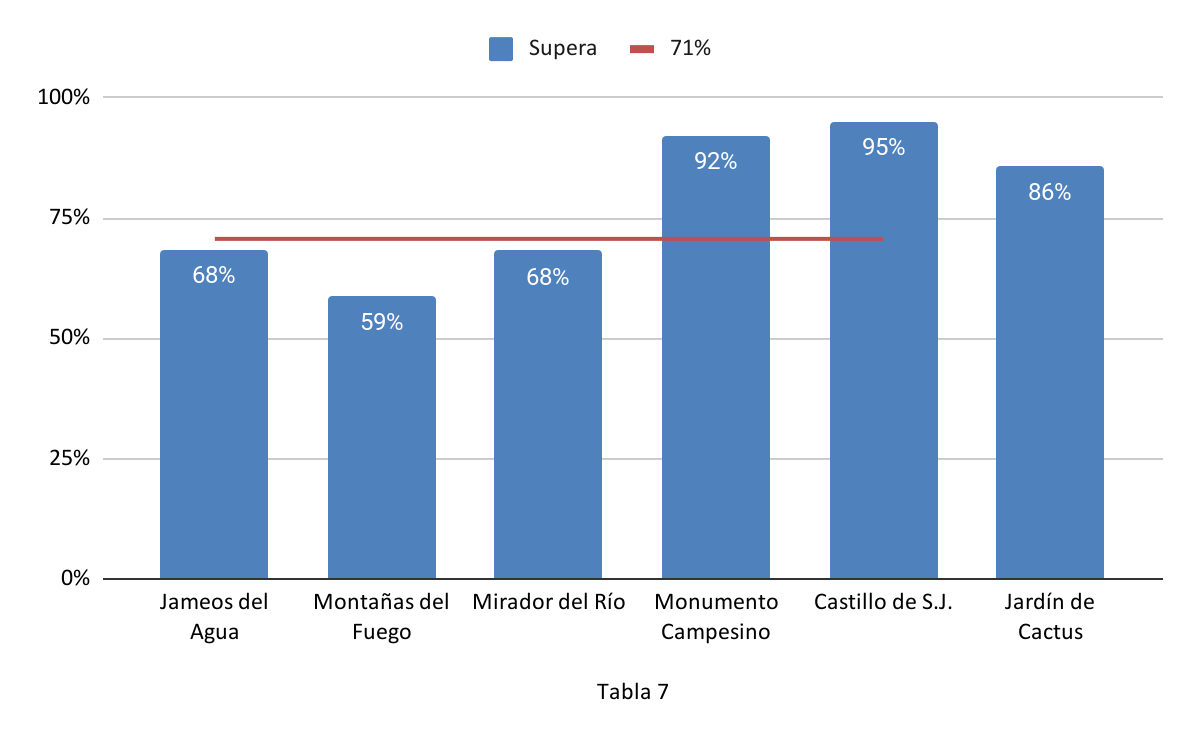 Supera 71%
100%
75%
50%
25%
0%
68%
59%
68%
92%
95%
86%
Jameos del
Agua
Montañas del
Fuego
Mirador del Río
Monumento
Campesino
Castillo de S.J.
Jardín de
Cactus
Tabla 7